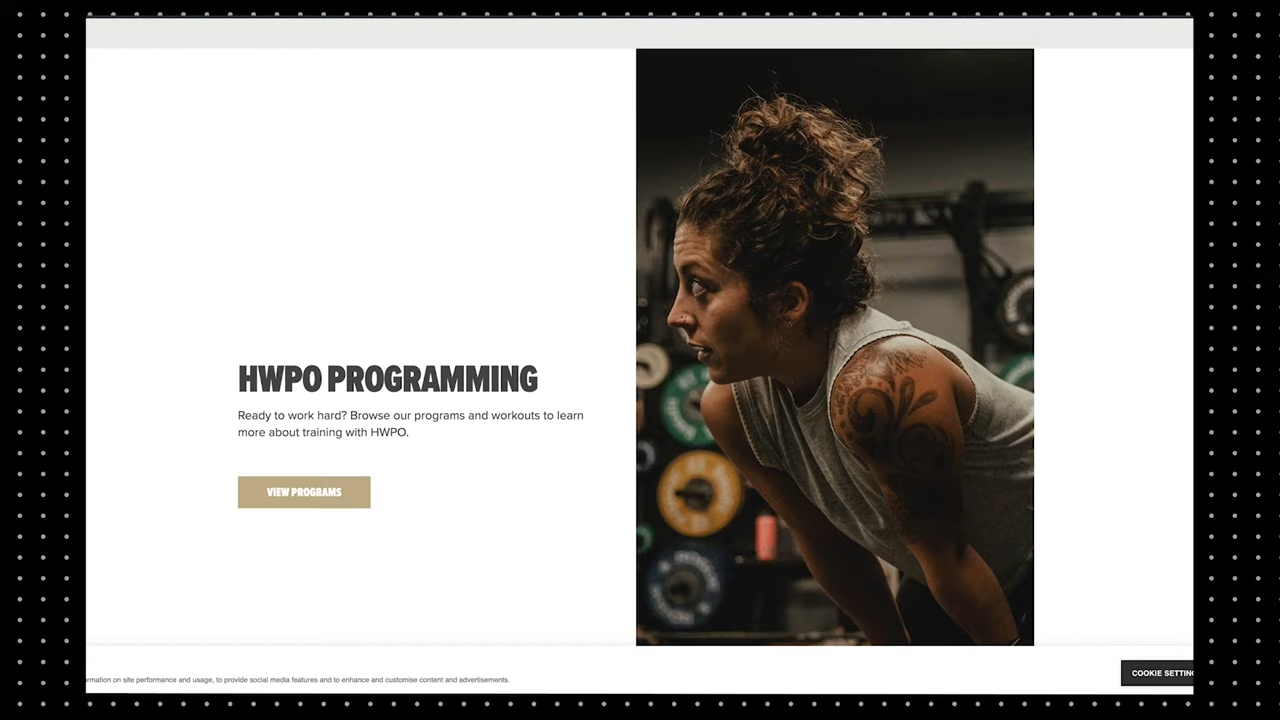 HWPO PROGRAMMING
Ready to work hard? Browse our programs and workouts to learn
more about training with HWPO.
VIEW PROGRAMS
on site performance and usage, to provide social media features and to enhance and customise content and advertisements.
COOKIE